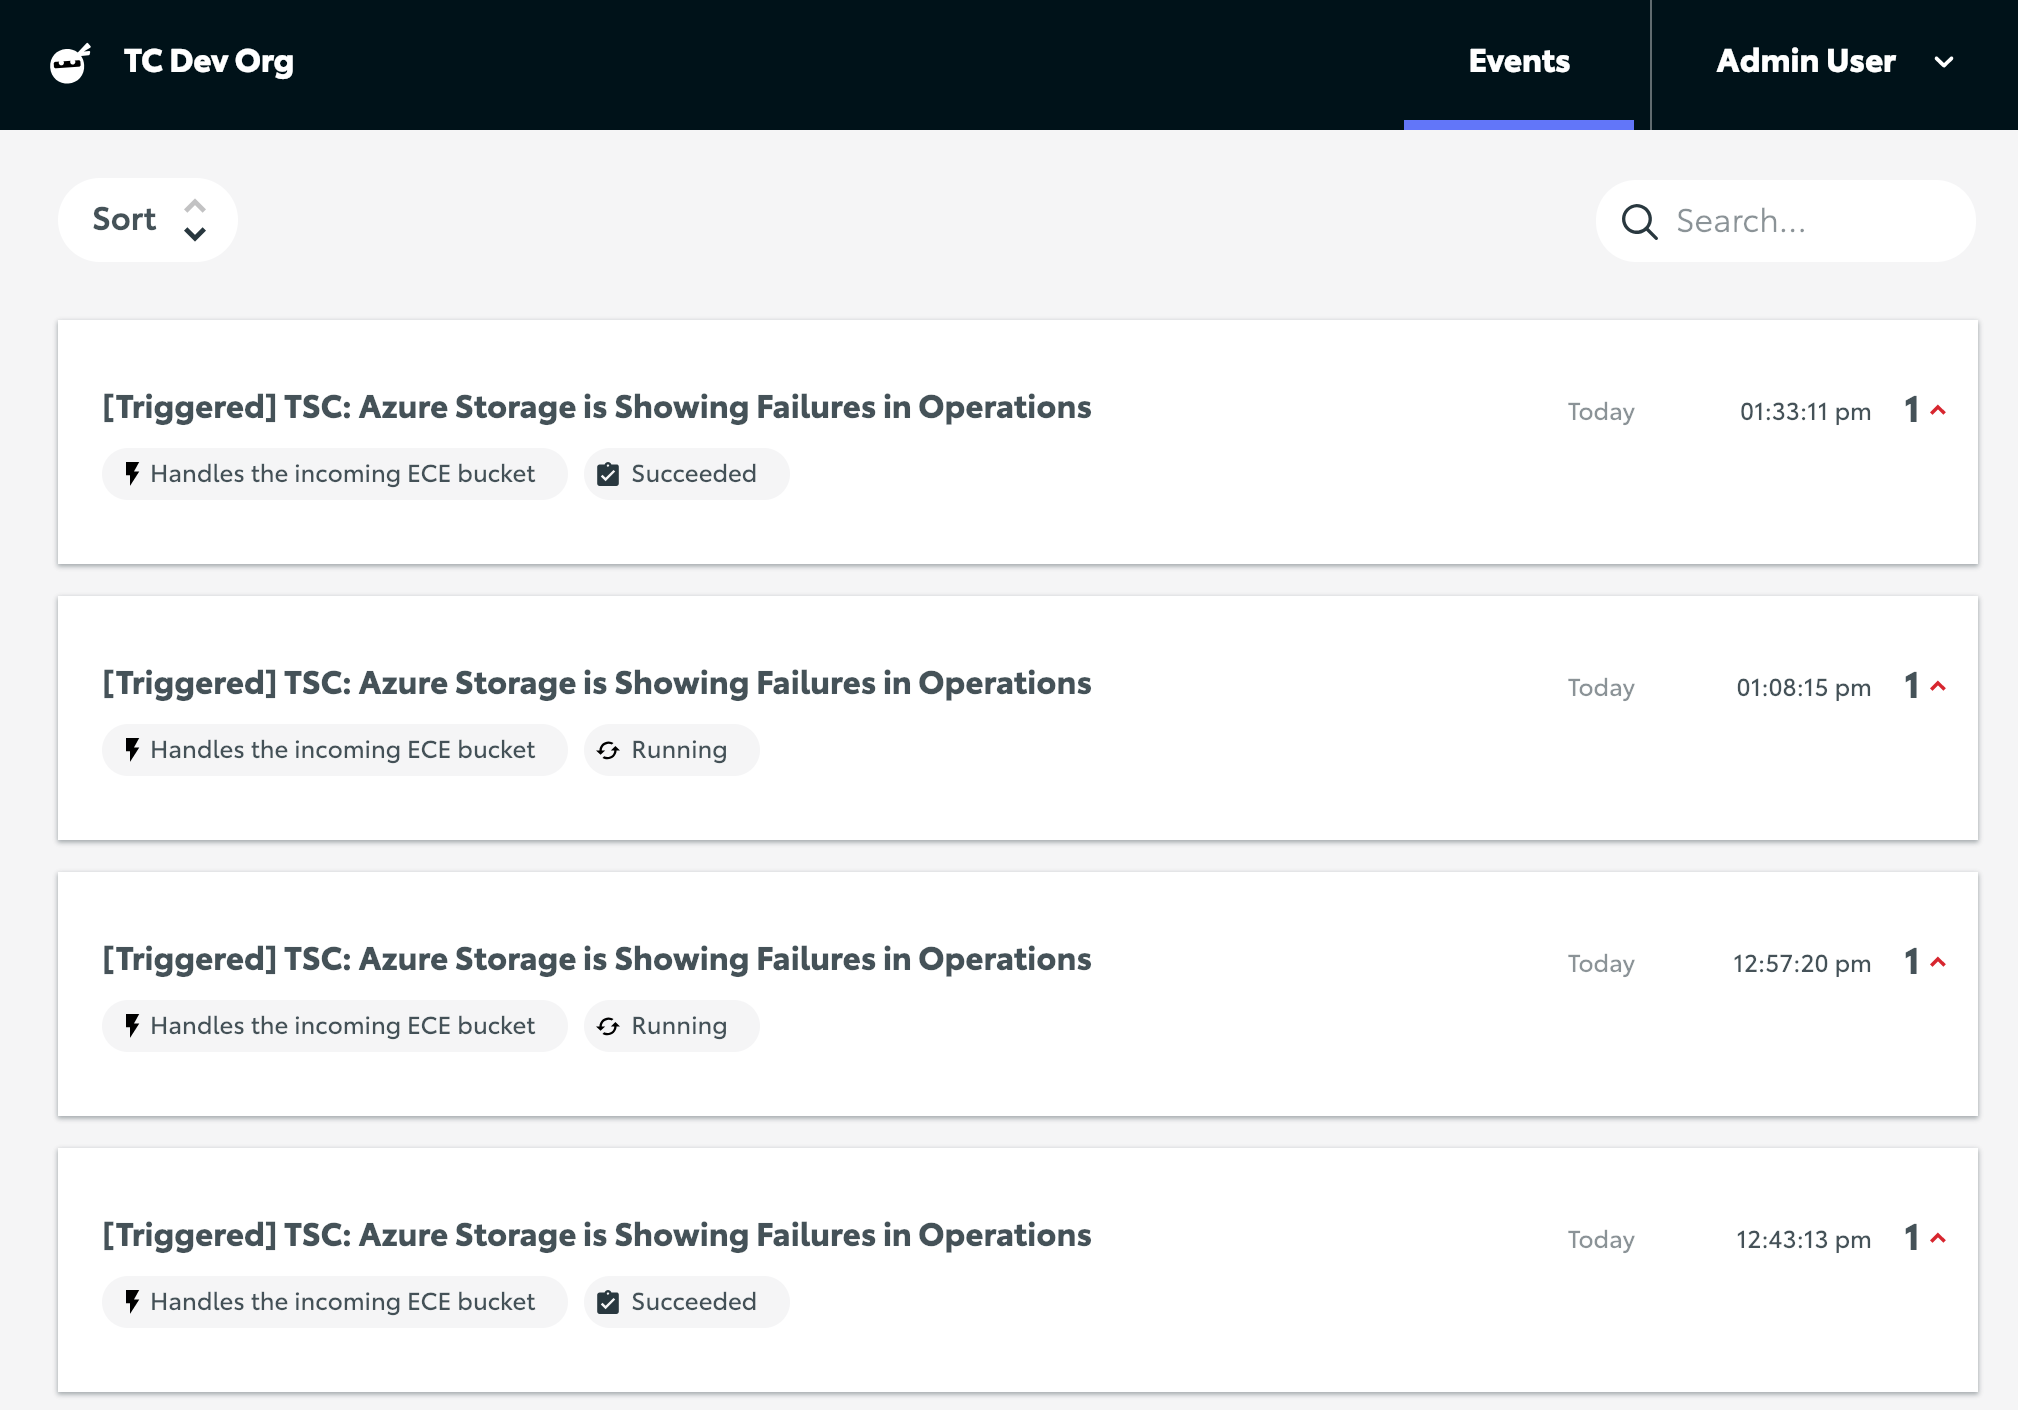 TC Dev Org Events Admin User
Sort Search...
[Triggered] TSC: Azure Storage is Showing Failures in Operations Today 01:33:11 pm 1
Handles the incoming ECE bucket Succeeded
[Triggered] TSC: Azure Storage is Showing Failures in Operations Today 01:08:15 pm 1
Handles the incoming ECE bucket Running
[Triggered] TSC: Azure Storage is Showing Failures in Operations Today 12:57:20 pm 1
Handles the incoming ECE bucket Running
[Triggered] TSC: Azure Storage is Showing Failures in Operations Today 12:43:13 pm 1
Handles the incoming ECE bucket Succeeded